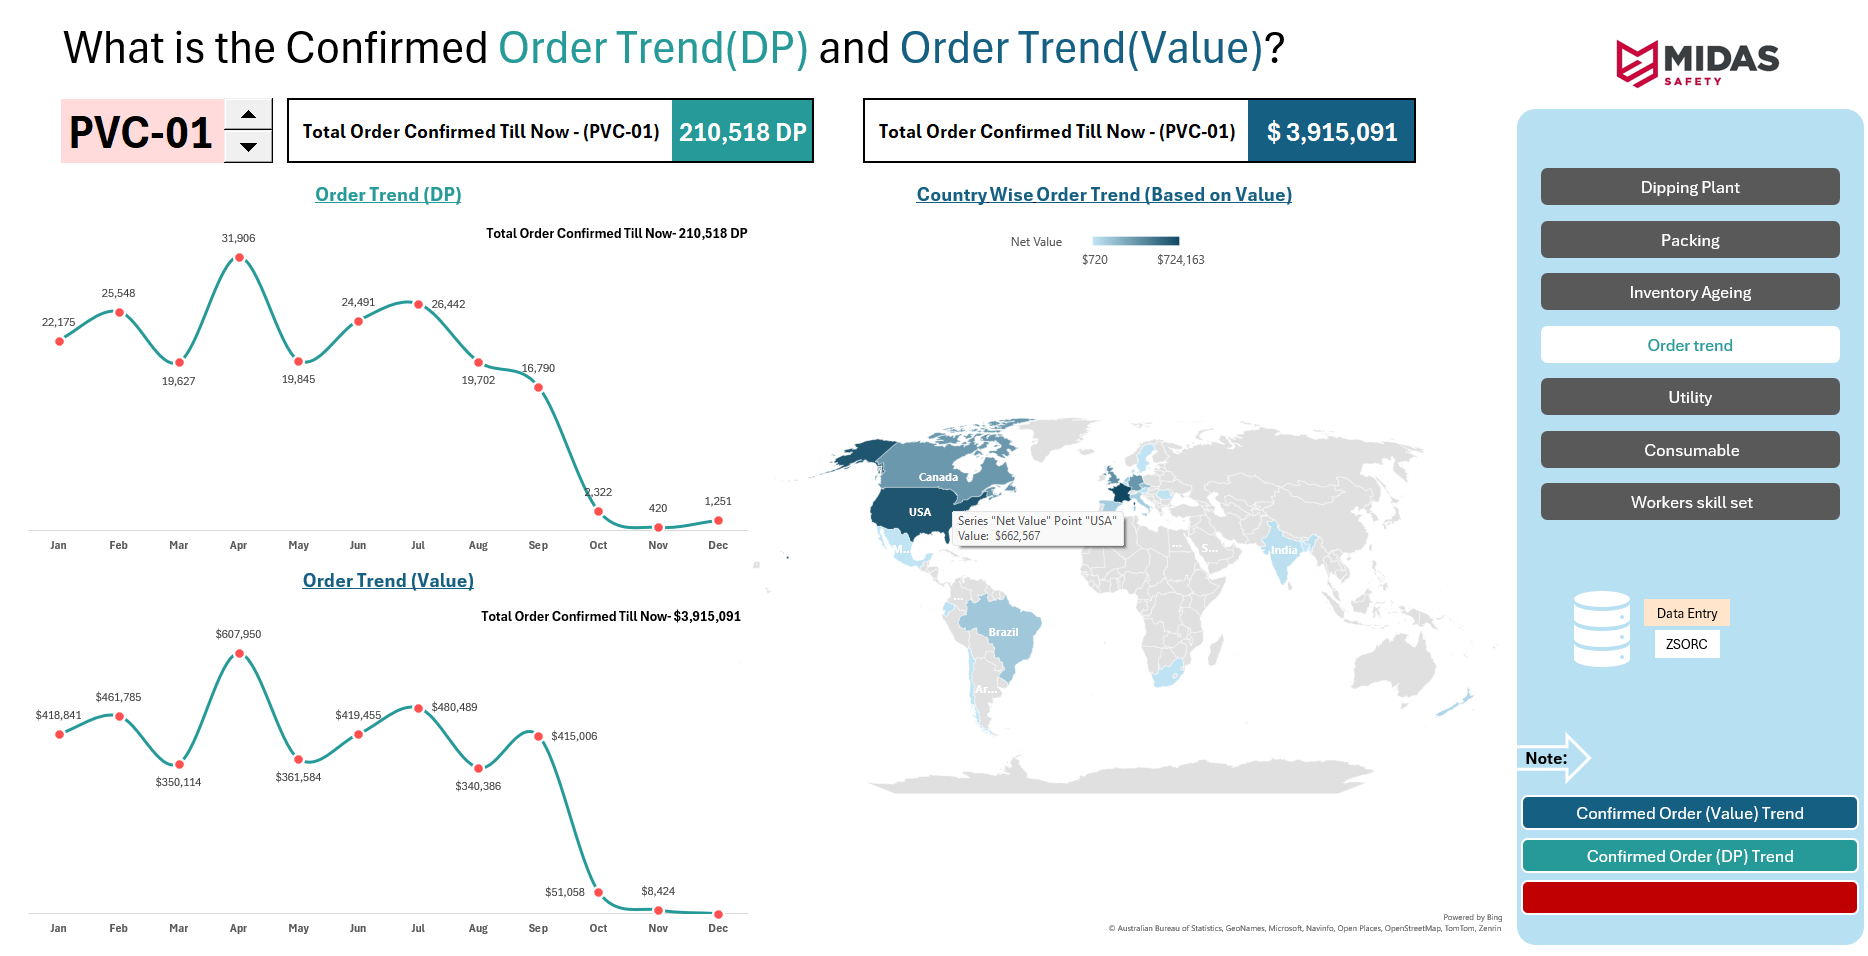 What is the Confirmed Order Trend(DP) and Order Trend(Value)?
MIDAS
SAFETY
PVC-01
Total Order Confirmed Till Now - (PVC-01) 210,518 DP
Total Order Confirmed Till Now - (PVC-01) $ 3,915,091
Order Trend (DP)
Total Order Confirmed Till Now- 210,518 DP
22,175
25,548
19,627
31,906
19,845
24,491
26,442
19,702
16,790
2,322
420
1,251
Jan Feb Mar Apr May Jun Jul Aug Sep Oct Nov Dec
Order Trend (Value)
Total Order Confirmed Till Now- $3,915,091
$418,841
$461,785
$350,114
$607,950
$361,584
$419,455
$480,489
$340,386
$415,006
$51,058
$8,424
Jan Feb Mar Apr May Jun Jul Aug Sep Oct Nov Dec
Country Wise Order Trend (Based on Value)
Net Value
$720 $724,163
Canada
USA
Series "Net Value" Point "USA"
Value: $662,567
M...
...
S...
India
...
Brazil
Ar...
Powered by Bing
© Australian Bureau of Statistics, GeoNames, Microsoft, Navinfo, Open Places, OpenStreetMap, TomTom, Zenrin
Dipping Plant
Packing
Inventory Ageing
Order trend
Utility
Consumable
Workers skill set
Data Entry
ZSORC
Note:
Confirmed Order (Value) Trend
Confirmed Order (DP) Trend